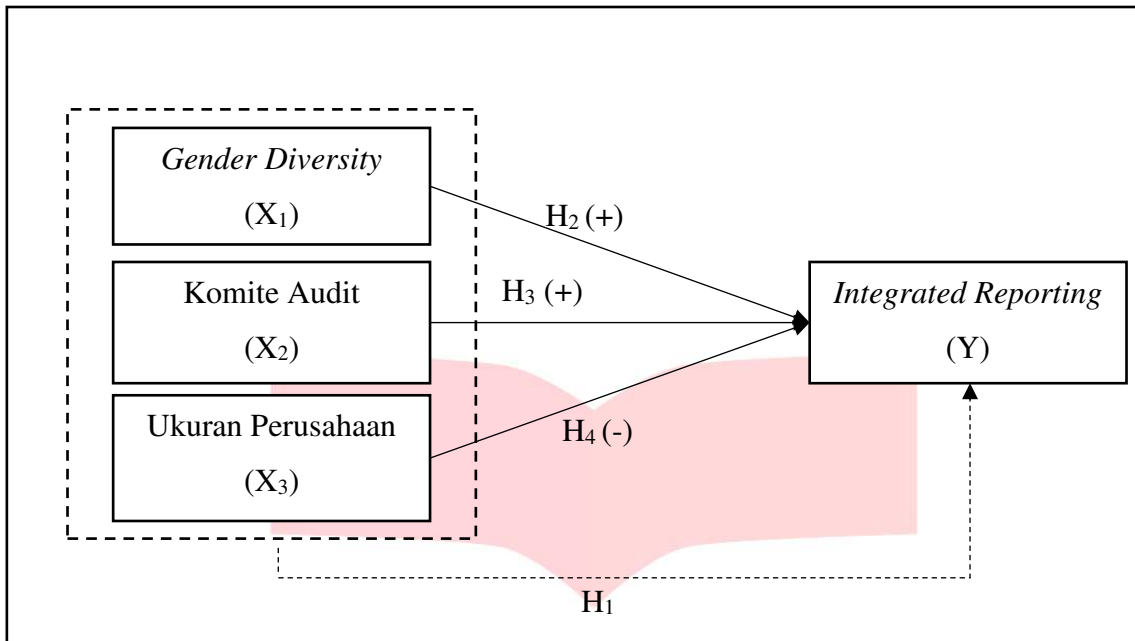 Gender Diversity
(X₁)
H₂ (+)
Komite Audit
(X₂)
H₃ (+)
Integrated Reporting
(Y)
Ukuran Perusahaan
(X₃)
H₄ (-)
H₁